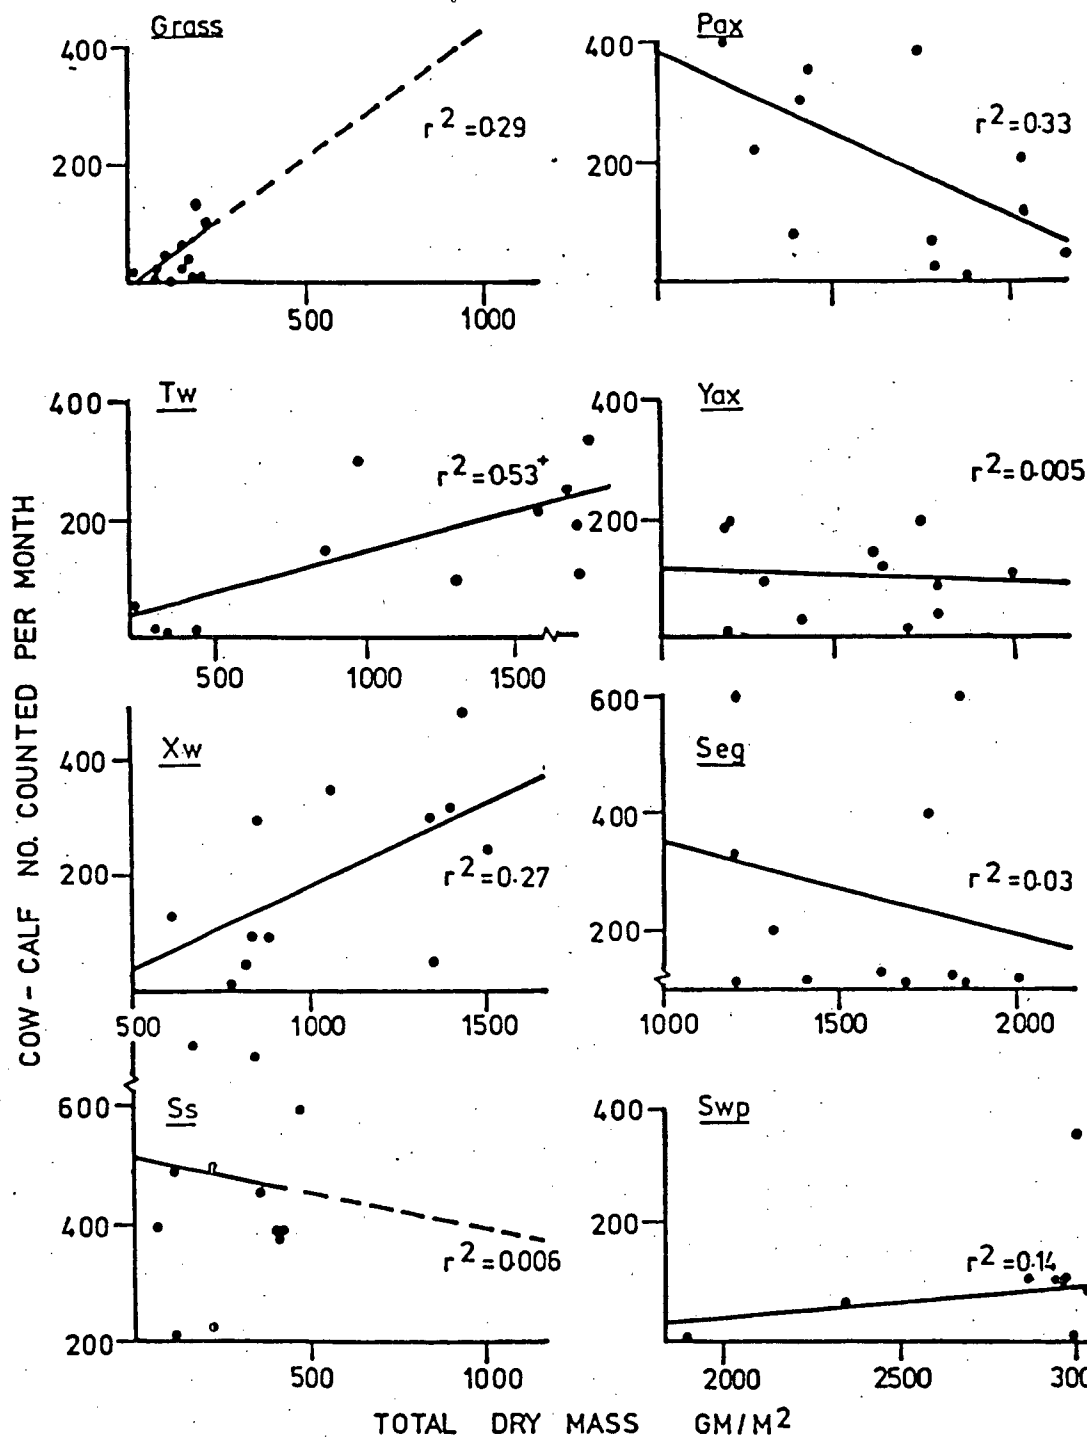 Grass
400
200
r²=0.29
500 1000
Pax
400
200
r²=0.33
Tw
400
200
r²=0.53⁺
500 1000 1500
Yax
400
200
r²=0.005
Xw
400
200
r²=0.27
500 1000 1500
Seg
600
400
200
r²=0.03
1000 1500 2000
Ss
600
400
200
r²=0.006
500 1000
Swp
400
200
r²=0.14
2000 2500 300
COW-CALF NO. COUNTED PER MONTH
TOTAL DRY MASS GM/M²